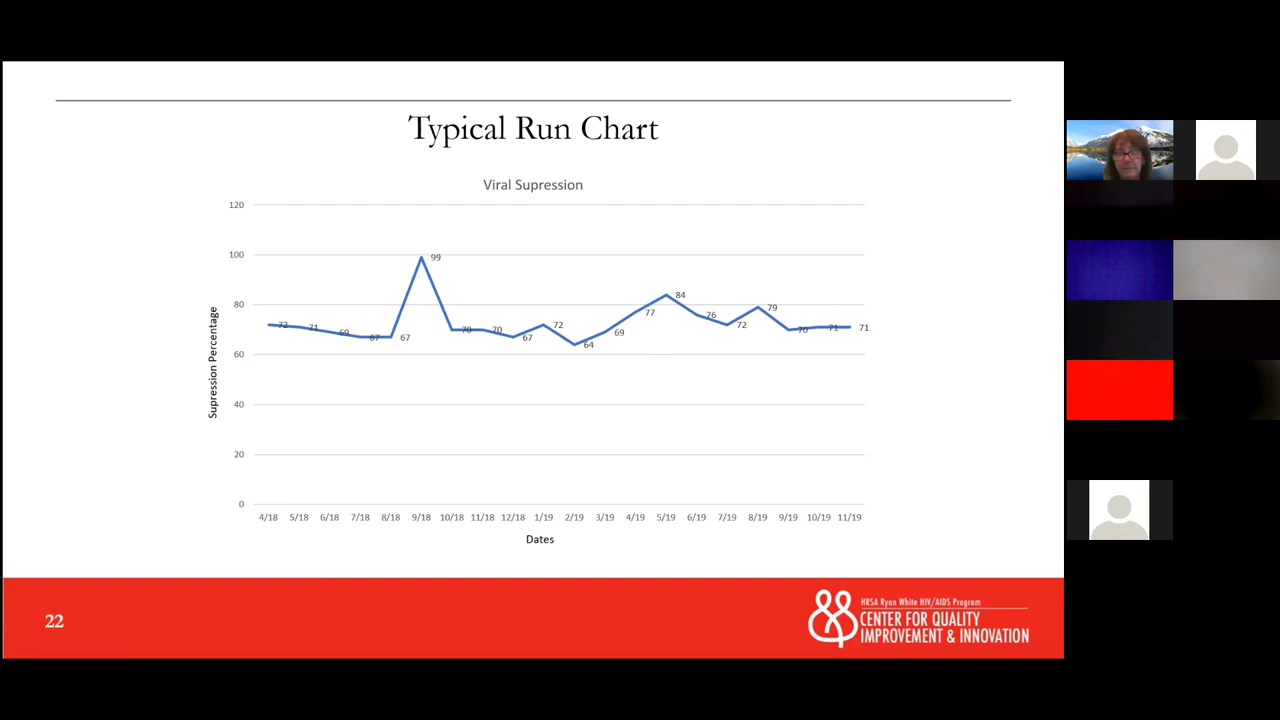 Typical Run Chart
Viral Supression
120
100
80
60
40
20
0
Supression Percentage
72 71 69 67 67 99 70 70 67 72 64 69 77 84 76 72 79 70 71 71
4/18 5/18 6/18 7/18 8/18 9/18 10/18 11/18 12/18 1/19 2/19 3/19 4/19 5/19 6/19 7/19 8/19 9/19 10/19 11/19
Dates
22
HRSA Ryan White HIV/AIDS Program
CENTER FOR QUALITY
IMPROVEMENT & INNOVATION